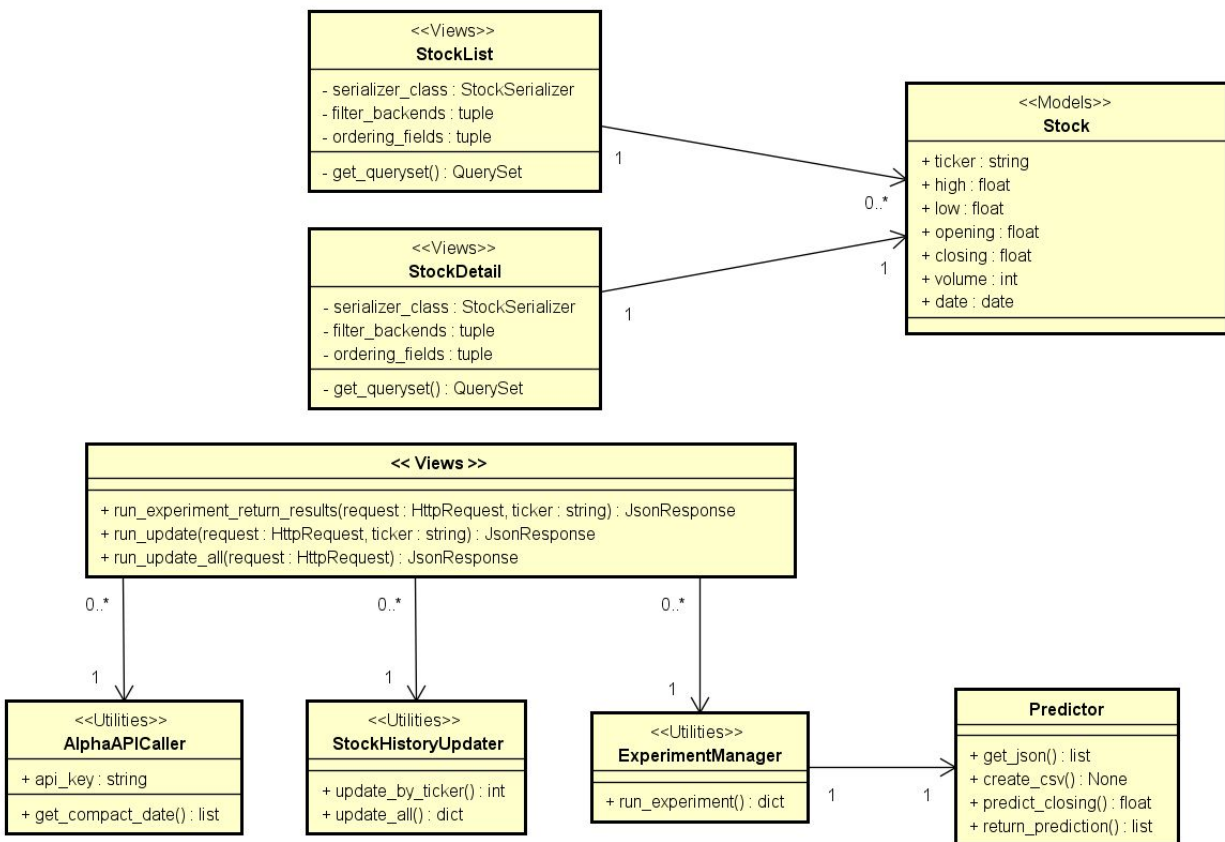 <<Views>>
StockList
- serializer_class : StockSerializer
- filter_backends : tuple
- ordering_fields : tuple
- get_queryset() : QuerySet
1
0..*
<<Models>>
Stock
+ ticker : string
+ high : float
+ low : float
+ opening : float
+ closing : float
+ volume : int
+ date : date
<<Views>>
StockDetail
- serializer_class : StockSerializer
- filter_backends : tuple
- ordering_fields : tuple
- get_queryset() : QuerySet
1
1
<< Views >>
+ run_experiment_return_results(request : HttpRequest, ticker : string) : JsonResponse
+ run_update(request : HttpRequest, ticker : string) : JsonResponse
+ run_update_all(request : HttpRequest) : JsonResponse
0..*
0..*
0..*
1
1
1
<<Utilities>>
AlphaAPICaller
+ api_key : string
+ get_compact_date() : list
<<Utilities>>
StockHistoryUpdater
+ update_by_ticker() : int
+ update_all() : dict
<<Utilities>>
ExperimentManager
+ run_experiment() : dict
1
1
Predictor
+ get_json() : list
+ create_csv() : None
+ predict_closing() : float
+ return_prediction() : list